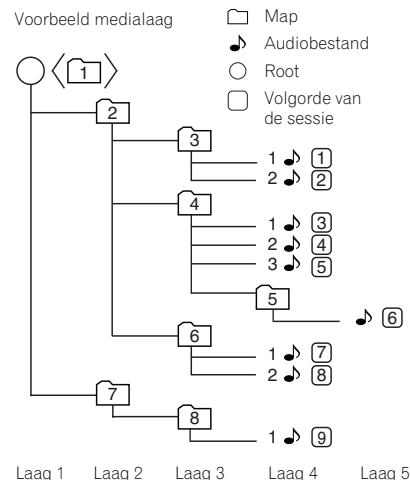 Voorbeeld medialaag
Map
Audiobestand
Root
Volgorde van
de sessie
1
2
3
1 1
2 2
4
1 3
2 4
3 5
5
6
6
1 7
2 8
7
8
1 9
Laag 1 Laag 2 Laag 3 Laag 4 Laag 5